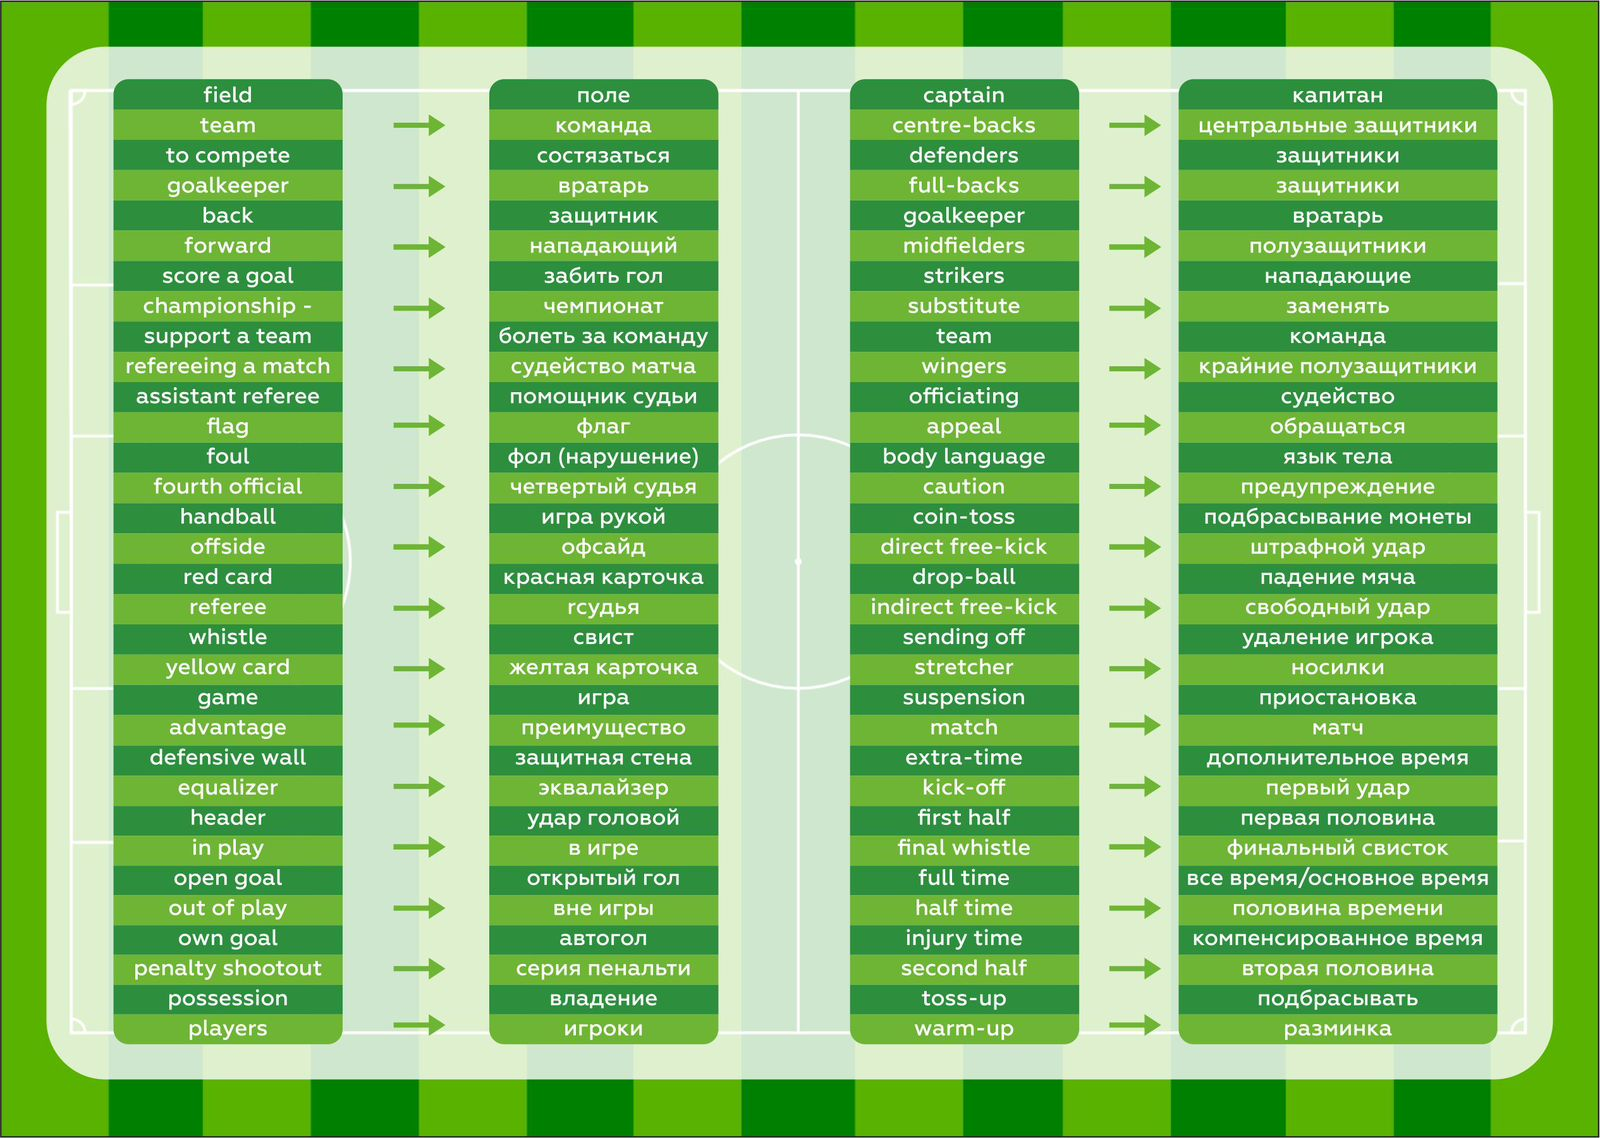 field поле
team команда
to compete состязаться
goalkeeper вратарь
back защитник
forward нападающий
score a goal забить гол
championship - чемпионат
support a team болеть за команду
refereeing a match судейство матча
assistant referee помощник судьи
flag флаг
foul фол (нарушение)
fourth official четвертый судья
handball игра рукой
offside офсайд
red card красная карточка
referee rсудья
whistle свист
yellow card желтая карточка
game игра
advantage преимущество
defensive wall защитная стена
equalizer эквалайзер
header удар головой
in play в игре
open goal открытый гол
out of play вне игры
own goal автогол
penalty shootout серия пенальти
possession владение
players игроки
captain капитан
centre-backs центральные защитники
defenders защитники
full-backs защитники
goalkeeper вратарь
midfielders полузащитники
strikers нападающие
substitute заменять
team команда
wingers крайние полузащитники
officiating судейство
appeal обращаться
body language язык тела
caution предупреждение
coin-toss подбрасывание монеты
direct free-kick штрафной удар
drop-ball падение мяча
indirect free-kick свободный удар
sending off удаление игрока
stretcher носилки
suspension приостановка
match матч
extra-time дополнительное время
kick-off первый удар
first half первая половина
final whistle финальный свисток
full time все время/основное время
half time половина времени
injury time компенсированное время
second half вторая половина
toss-up подбрасывать
warm-up разминка